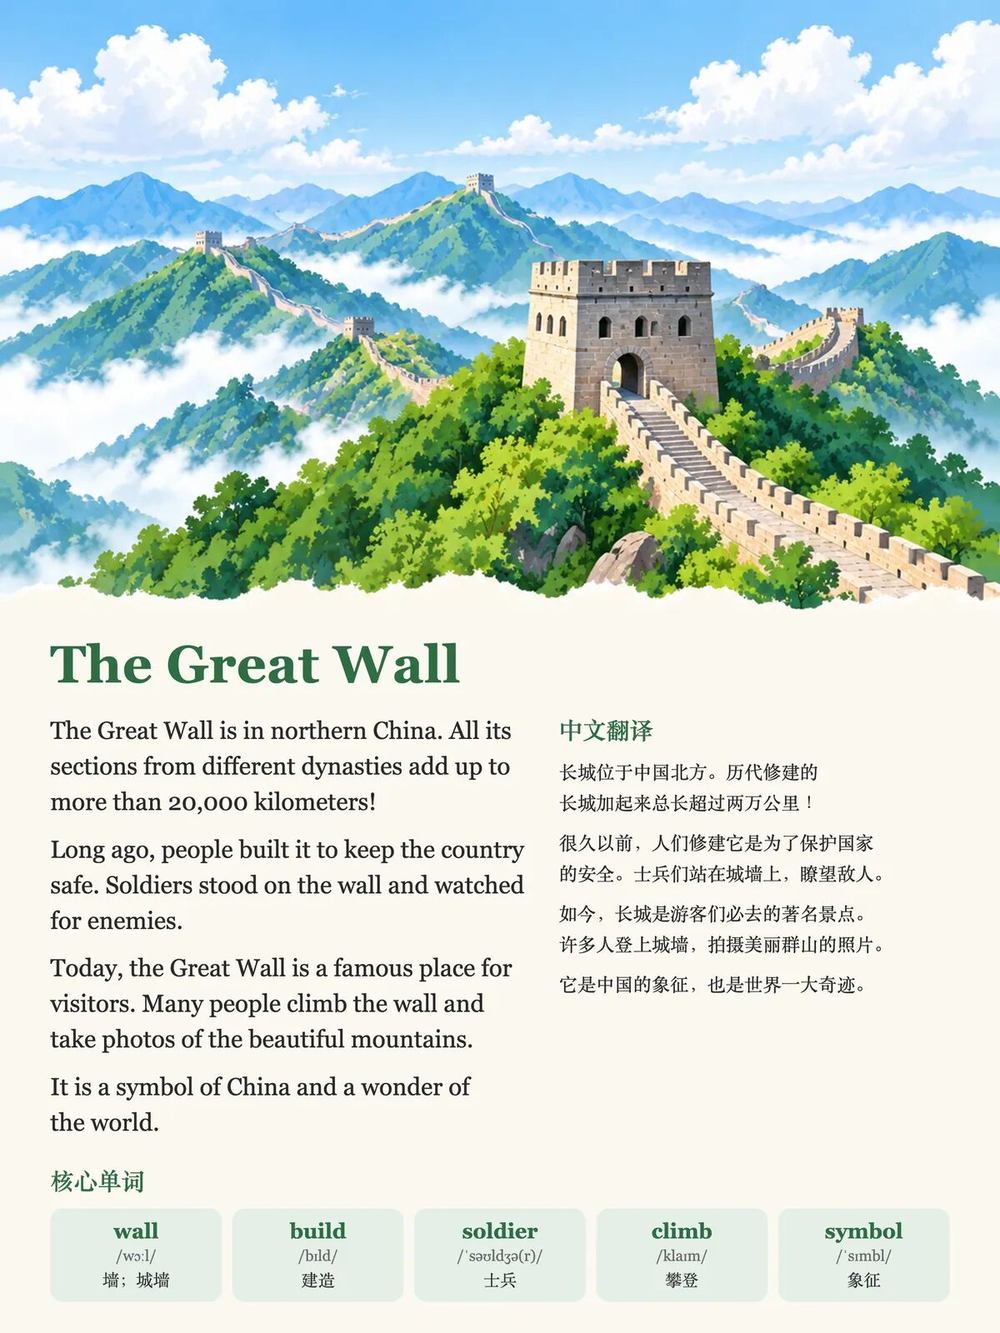 The Great Wall
The Great Wall is in northern China. All its
sections from different dynasties add up to
more than 20,000 kilometers!
Long ago, people built it to keep the country
safe. Soldiers stood on the wall and watched
for enemies.
Today, the Great Wall is a famous place for
visitors. Many people climb the wall and
take photos of the beautiful mountains.
It is a symbol of China and a wonder of
the world.
中文翻译
长城位于中国北方。历代修建的
长城加起来总长超过两万公里！
很久以前，人们修建它是为了保护国家
的安全。士兵们站在城墙上，瞭望敌人。
如今，长城是游客们必去的著名景点。
许多人登上城墙，拍摄美丽群山的照片。
它是中国的象征，也是世界一大奇迹。
核心单词
wall
/wɔːl/
墙；城墙
build
/bɪld/
建造
soldier
/ˈsəʊldʒə(r)/
士兵
climb
/klaɪm/
攀登
symbol
/ˈsɪmbl/
象征